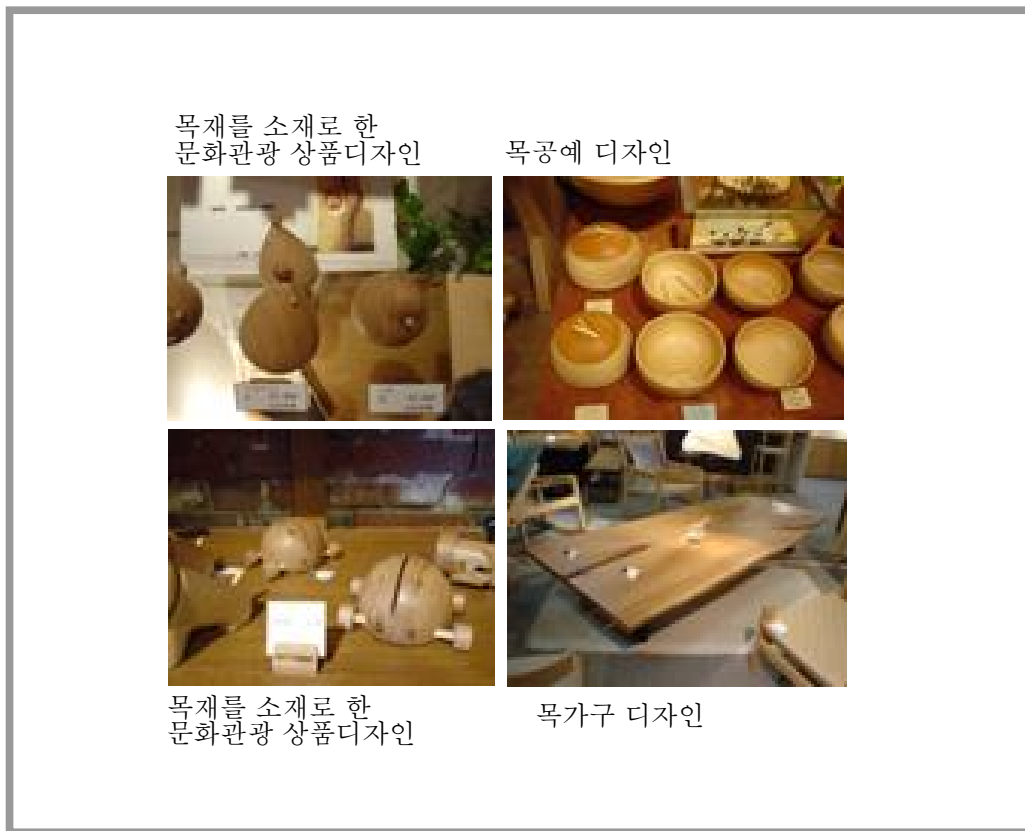 목재를 소재로 한
문화관광 상품디자인
목공예 디자인
목재를 소재로 한
문화관광 상품디자인
목가구 디자인